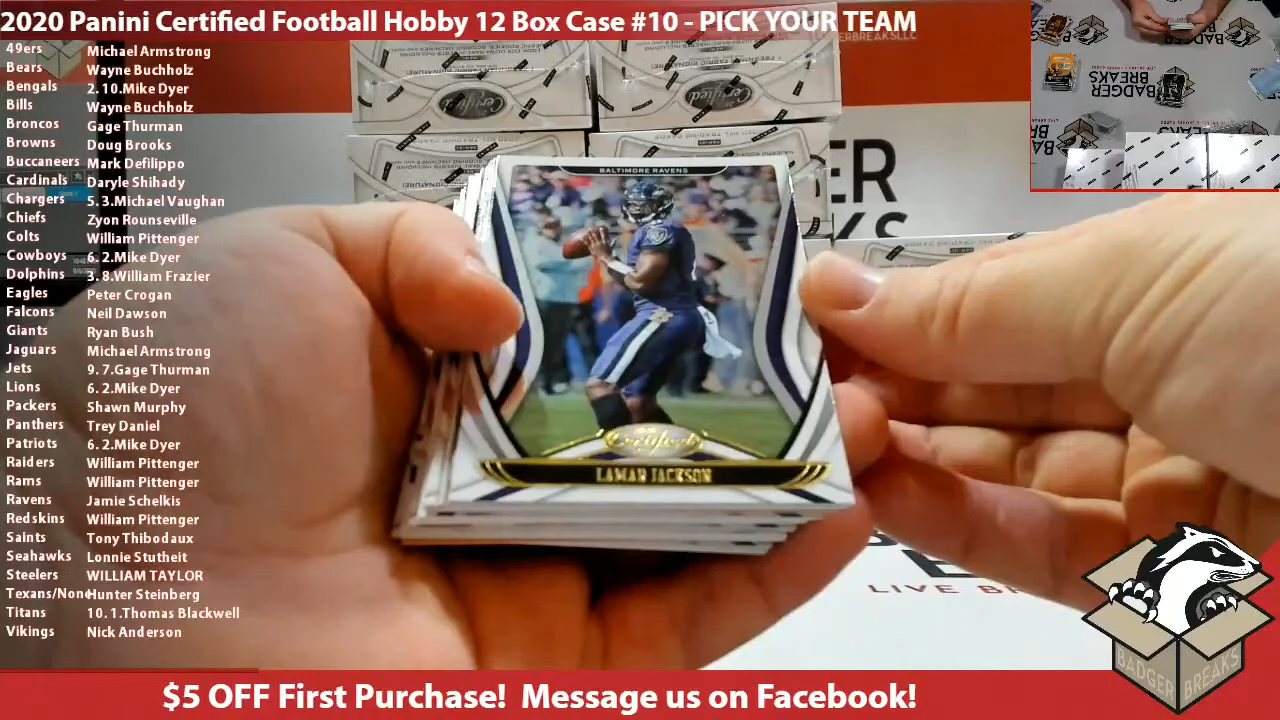 2020 Panini Certified Football Hobby 12 Box Case #10 - PICK YOUR TEAM
49ers Michael Armstrong
Bears Wayne Buchholz
Bengals 2. 10.Mike Dyer
Bills Wayne Buchholz
Broncos Gage Thurman
Browns Doug Brooks
Buccaneers Mark Defilippo
Cardinals Daryle Shihady
Chargers 5. 3.Michael Vaughan
Chiefs Zyon Rounseville
Colts William Pittenger
Cowboys 6. 2.Mike Dyer
Dolphins 3. 8.William Frazier
Eagles Peter Crogan
Falcons Neil Dawson
Giants Ryan Bush
Jaguars Michael Armstrong
Jets 9. 7.Gage Thurman
Lions 6. 2.Mike Dyer
Packers Shawn Murphy
Panthers Trey Daniel
Patriots 6. 2.Mike Dyer
Raiders William Pittenger
Rams William Pittenger
Ravens Jamie Schelkis
Redskins William Pittenger
Saints Tony Thibodaux
Seahawks Lonnie Stutheit
Steelers WILLIAM TAYLOR
Texans/None Hunter Steinberg
Titans 10. 1.Thomas Blackwell
Vikings Nick Anderson
BALTIMORE RAVENS
Certified
LAMAR JACKSON
Certified
Certified
BADGER
BREAKS
LIVE BR
BADGER BREAKS
$5 OFF First Purchase! Message us on Facebook!